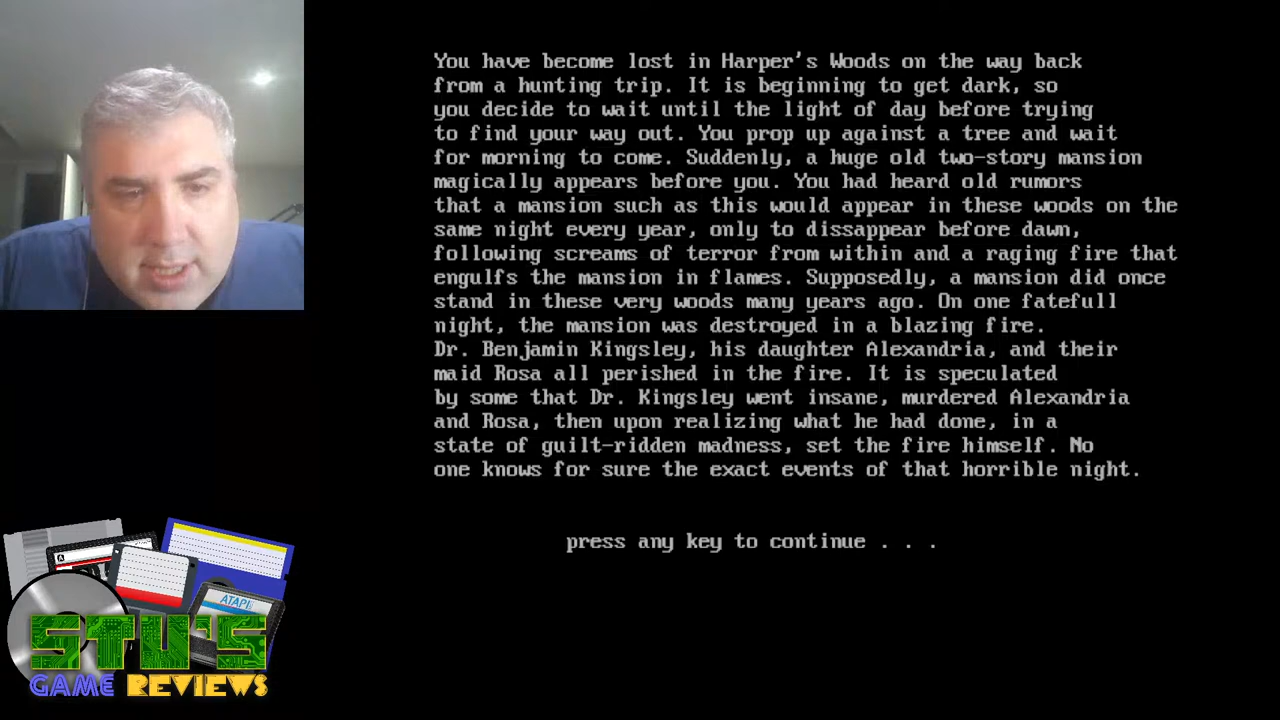 You have become lost in Harper's Woods on the way back
from a hunting trip. It is beginning to get dark, so
you decide to wait until the light of day before trying
to find your way out. You prop up against a tree and wait
for morning to come. Suddenly, a huge old two-story mansion
magically appears before you. You had heard old rumors
that a mansion such as this would appear in these woods on the
same night every year, only to dissappear before dawn,
following screams of terror from within and a raging fire that
engulfs the mansion in flames. Supposedly, a mansion did once
stand in these very woods many years ago. On one fatefull
night, the mansion was destroyed in a blazing fire.
Dr. Benjamin Kingsley, his daughter Alexandria, and their
maid Rosa all perished in the fire. It is speculated
by some that Dr. Kingsley went insane, murdered Alexandria
and Rosa, then upon realizing what he had done, in a
state of guilt-ridden madness, set the fire himself. No
one knows for sure the exact events of that horrible night.
press any key to continue . . .
A
ATAPI
STU'S
GAME REVIEWS